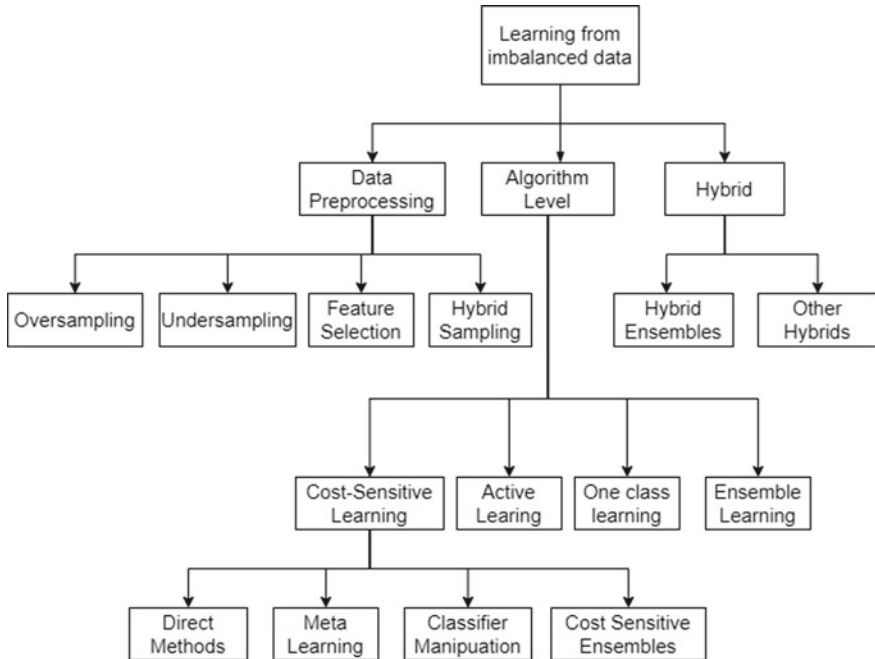 Learning from
imbalanced data
Data
Preprocessing
Algorithm
Level
Hybrid
Oversampling
Undersampling
Feature
Selection
Hybrid
Sampling
Hybrid
Ensembles
Other
Hybrids
Cost-Sensitive
Learning
Active
Learing
One class
learning
Ensemble
Learning
Direct
Methods
Meta
Learning
Classifier
Manipuation
Cost Sensitive
Ensembles